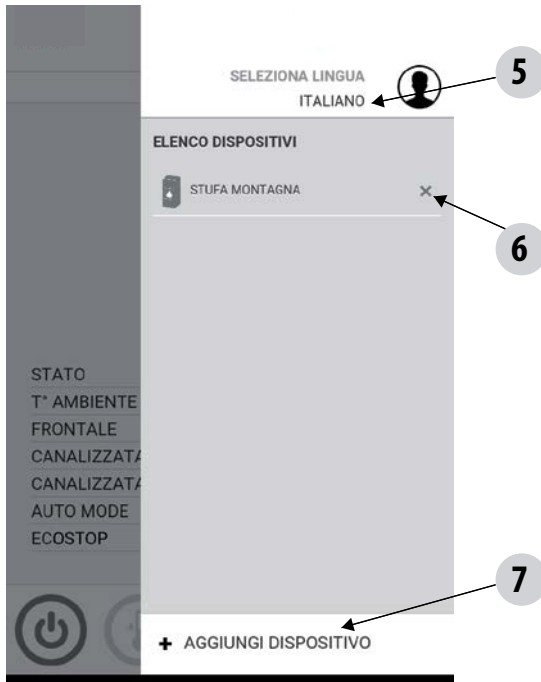 SELEZIONA LINGUA
ITALIANO
5
ELENCO DISPOSITIVI
STUFA MONTAGNA
×
6
STATO
T° AMBIENTE
FRONTALE
CANALIZZATA
CANALIZZATA
AUTO MODE
ECOSTOP
7
+ AGGIUNGI DISPOSITIVO